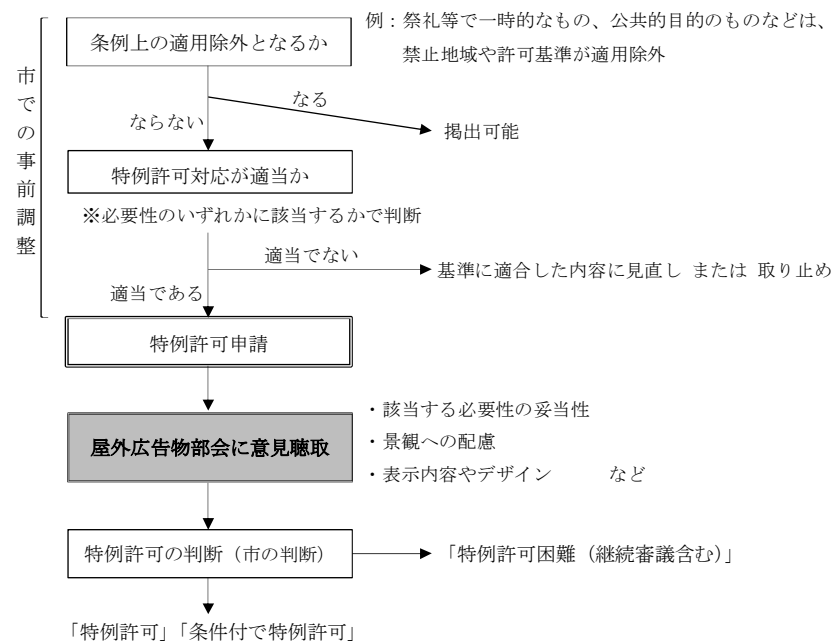 例：祭礼等で一時的なもの、公共的目的のものなどは、
禁止地域や許可基準が適用除外
市での事前調整
条例上の適用除外となるか
なる
ならない
掲出可能
特例許可対応が適当か
※必要性のいずれかに該当するかで判断
適当でない
基準に適合した内容に見直し または 取り止め
適当である
特例許可申請
屋外広告物部会に意見聴取
・該当する必要性の妥当性
・景観への配慮
・表示内容やデザイン　　など
特例許可の判断（市の判断）
「特例許可困難（継続審議含む）」
「特例許可」「条件付で特例許可」